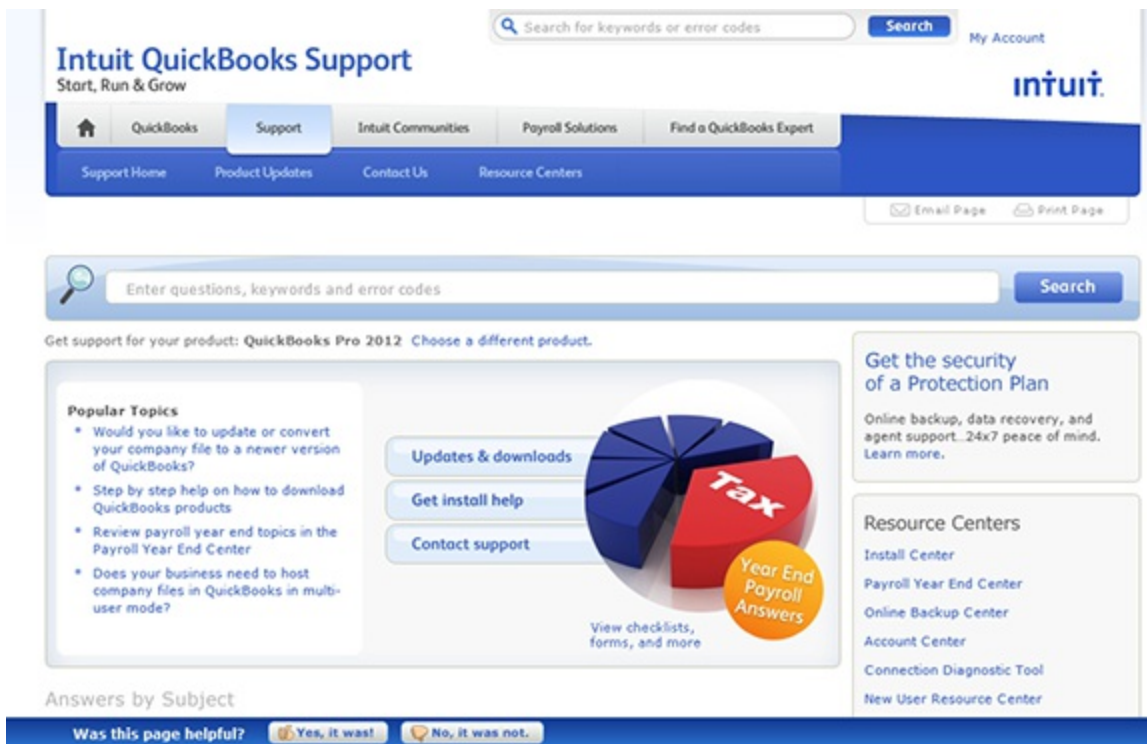 Search for keywords or error codes
Search
My Account
Intuit QuickBooks Support
Start, Run & Grow
intuit.
QuickBooks
Support
Intuit Communities
Payroll Solutions
Find a QuickBooks Expert
Support Home
Product Updates
Contact Us
Resource Centers
Email Page
Print Page
Enter questions, keywords and error codes
Search
Get support for your product: QuickBooks Pro 2012 Choose a different product.
Popular Topics
* Would you like to update or convert
your company file to a newer version
of QuickBooks?
* Step by step help on how to download
QuickBooks products
* Review payroll year end topics in the
Payroll Year End Center
* Does your business need to host
company files in QuickBooks in multi-
user mode?
Updates & downloads
Get install help
Contact support
Tax
Year End
Payroll
Answers
View checklists,
forms, and more
Get the security
of a Protection Plan
Online backup, data recovery, and
agent support...24x7 peace of mind.
Learn more.
Resource Centers
Install Center
Payroll Year End Center
Online Backup Center
Account Center
Connection Diagnostic Tool
New User Resource Center
Answers by Subject
Was this page helpful?
Yes, it was!
No, it was not.